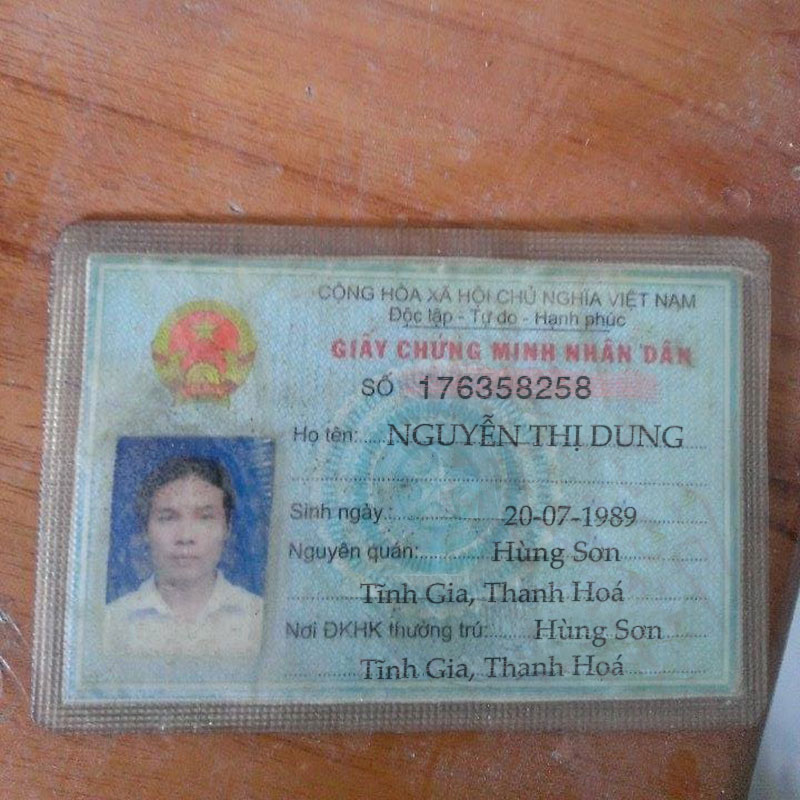 CỘNG HÒA XÃ HỘI CHỦ NGHĨA VIỆT NAM
Độc lập - Tự do - Hạnh phúc
GIẤY CHỨNG MINH NHÂN DÂN
SỐ 176358258
Họ tên: NGUYỄN THỊ DUNG
Sinh ngày: 20-07-1989
Nguyên quán: Hùng Sơn
Tĩnh Gia, Thanh Hoá
Nơi ĐKHK thường trú: Hùng Sơn
Tĩnh Gia, Thanh Hoá